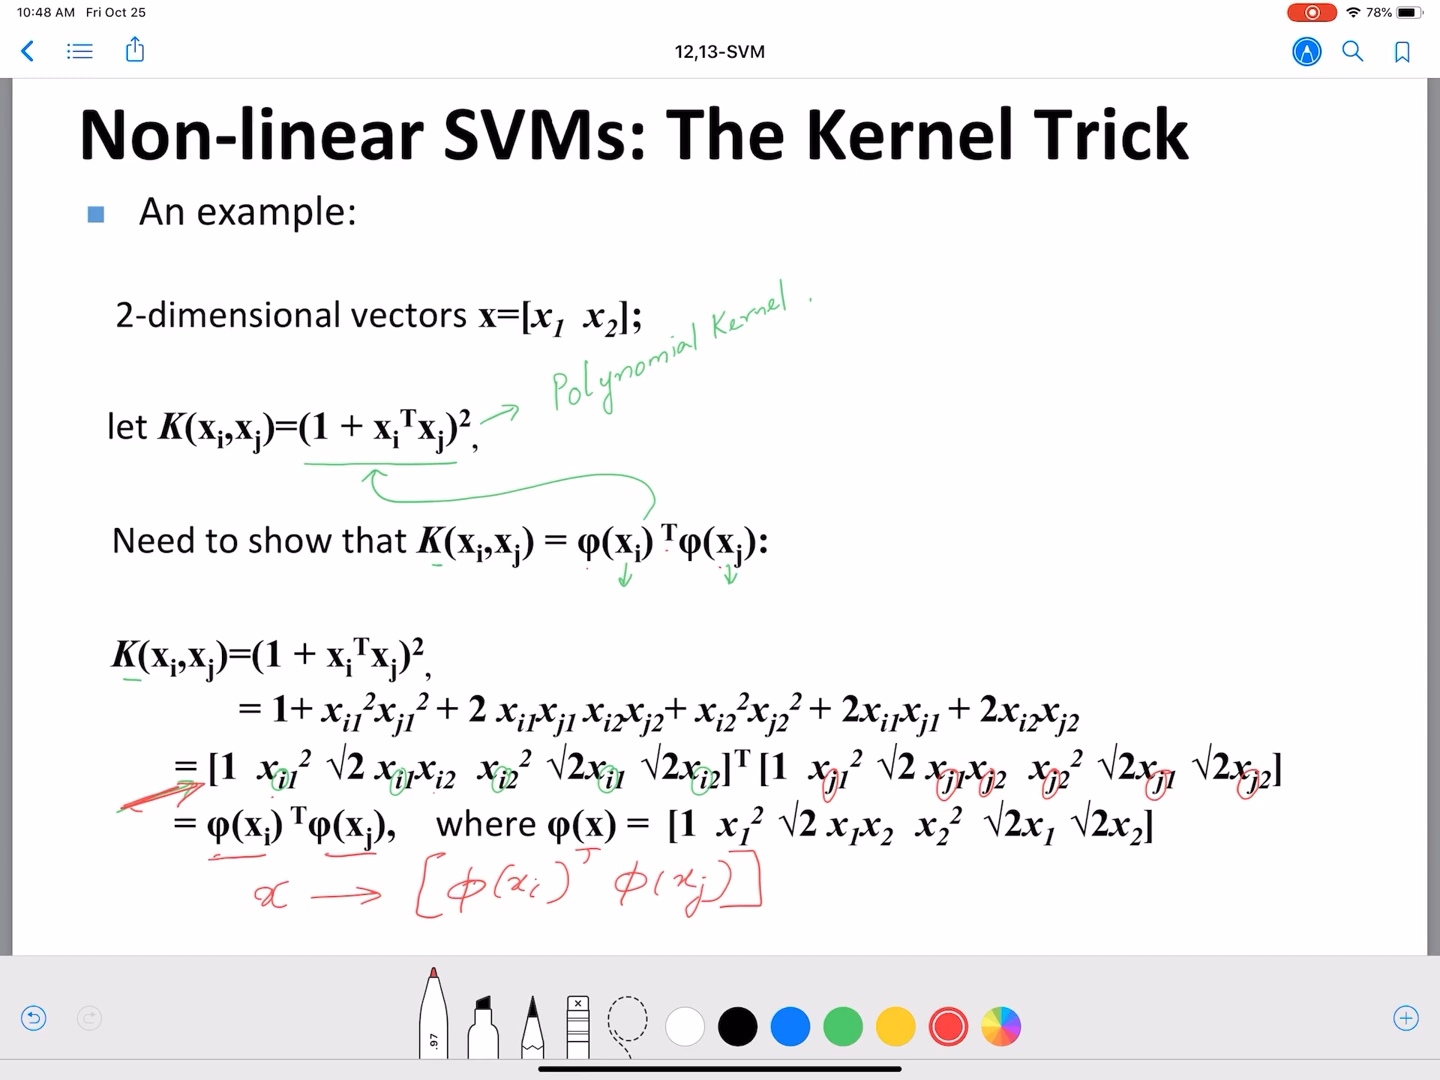 10:48 AM Fri Oct 25
78%
12,13-SVM
Non-linear SVMs: The Kernel Trick
An example:
2-dimensional vectors x=[x₁ x₂];
Polynomial Kernel.
let K(xᵢ,xⱼ)=(1 + xᵢᵀxⱼ)²,
Need to show that K(xᵢ,xⱼ) = φ(xᵢ) ᵀφ(xⱼ):
K(xᵢ,xⱼ)=(1 + xᵢᵀxⱼ)²,
= 1+ xᵢ₁²xⱼ₁² + 2 xᵢ₁xⱼ₁ xᵢ₂xⱼ₂+ xᵢ₂²xⱼ₂² + 2xᵢ₁xⱼ₁ + 2xᵢ₂xⱼ₂
= [1 xᵢ₁² √2 xᵢ₁xᵢ₂ xᵢ₂² √2xᵢ₁ √2xᵢ₂]ᵀ [1 xⱼ₁² √2 xⱼ₁xⱼ₂ xⱼ₂² √2xⱼ₁ √2xⱼ₂]
= φ(xᵢ) ᵀφ(xⱼ), where φ(x) = [1 x₁² √2 x₁x₂ x₂² √2x₁ √2x₂]
x → [φ(xᵢ)ᵀ φ(xⱼ)]
.97